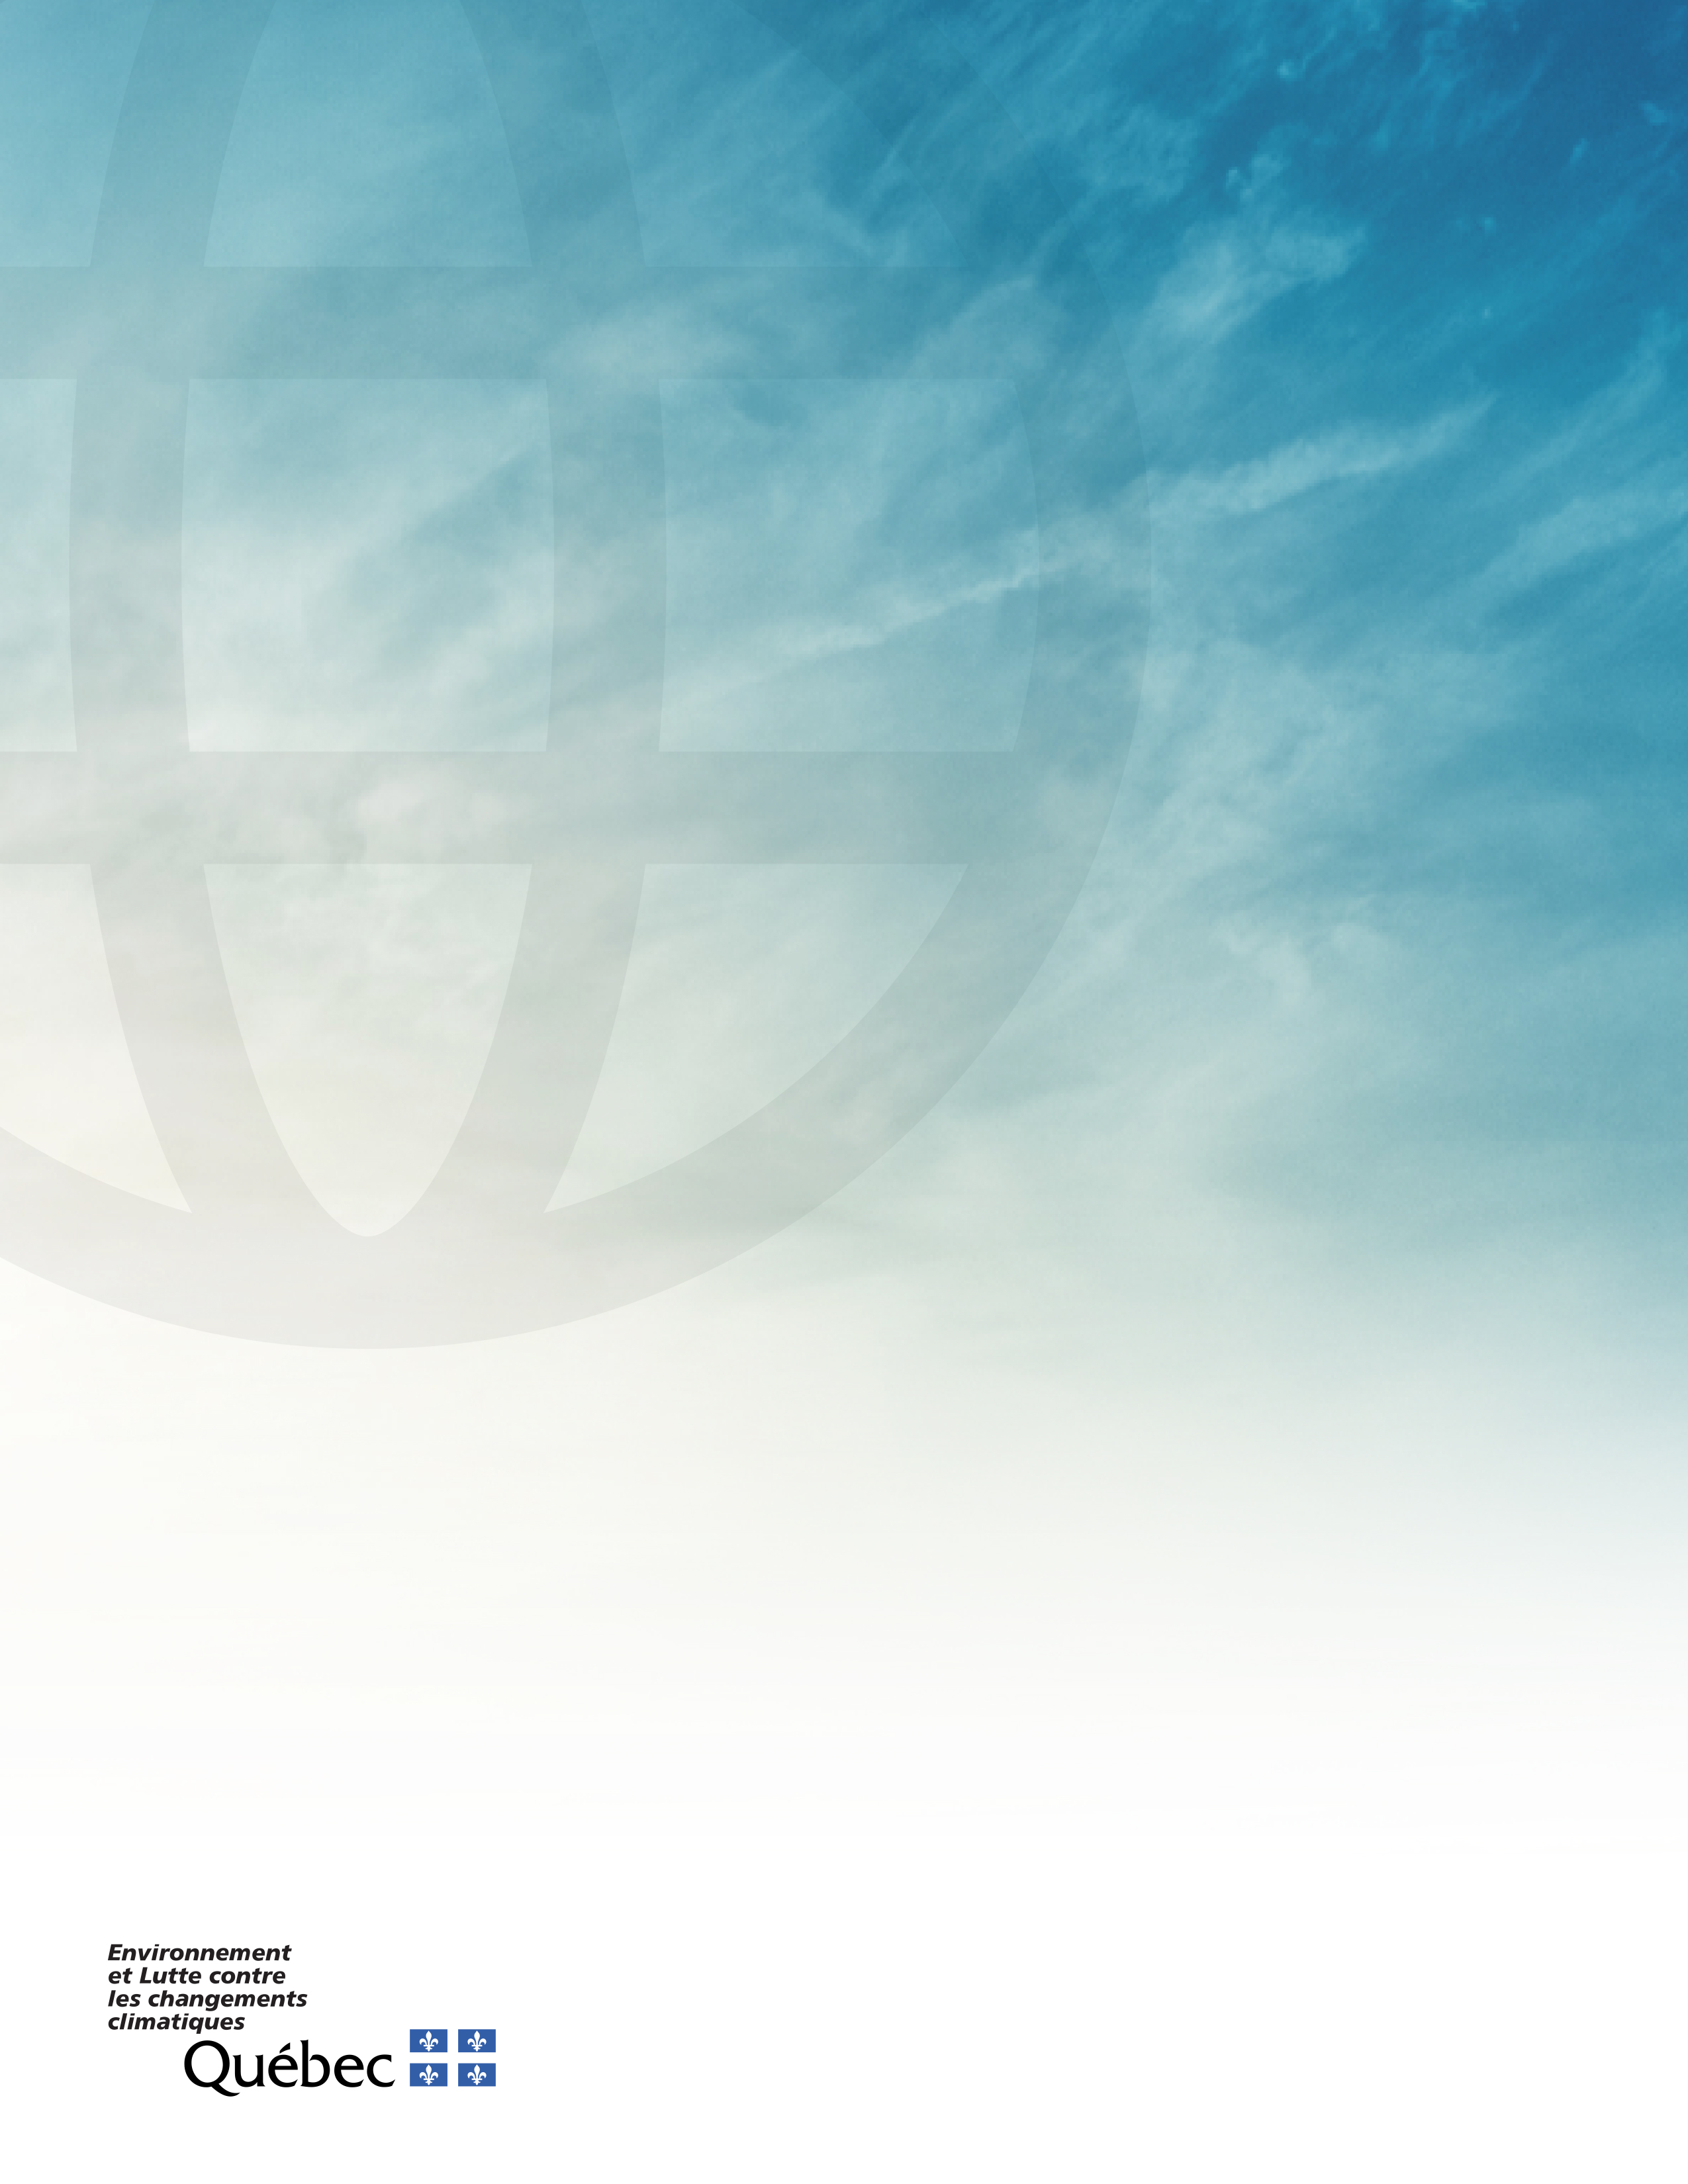 Environnement
et Lutte contre
les changements
climatiques
Québec